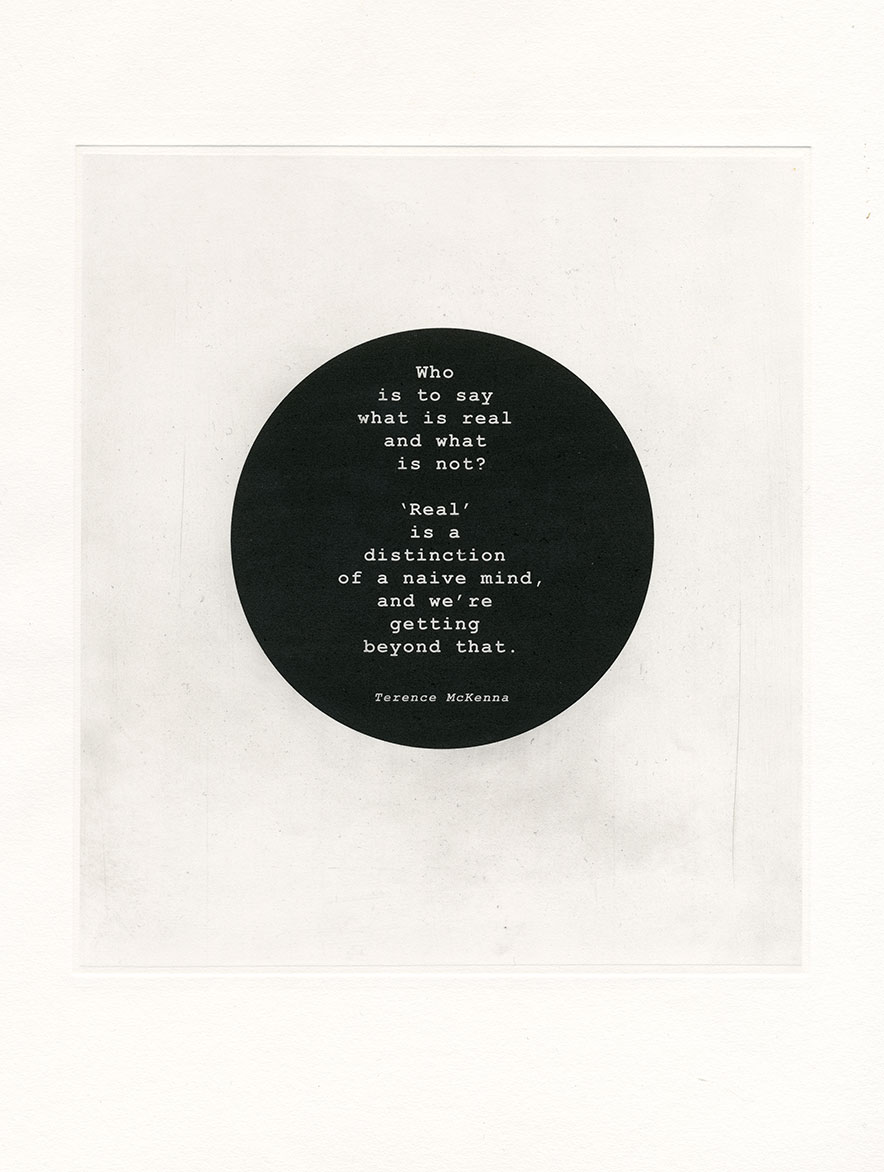 Who
is to say
what is real
and what
is not?
‘Real’
is a
distinction
of a naive mind,
and we’re
getting
beyond that.
Terence McKenna